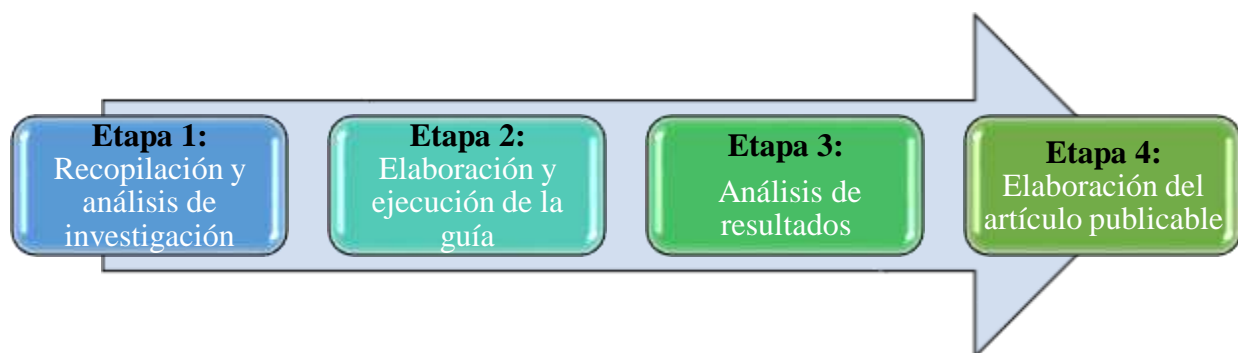 Etapa 1:
Recopilación y
análisis de
investigación
Etapa 2:
Elaboración y
ejecución de la
guía
Etapa 3:
Análisis de
resultados
Etapa 4:
Elaboración del
artículo publicable